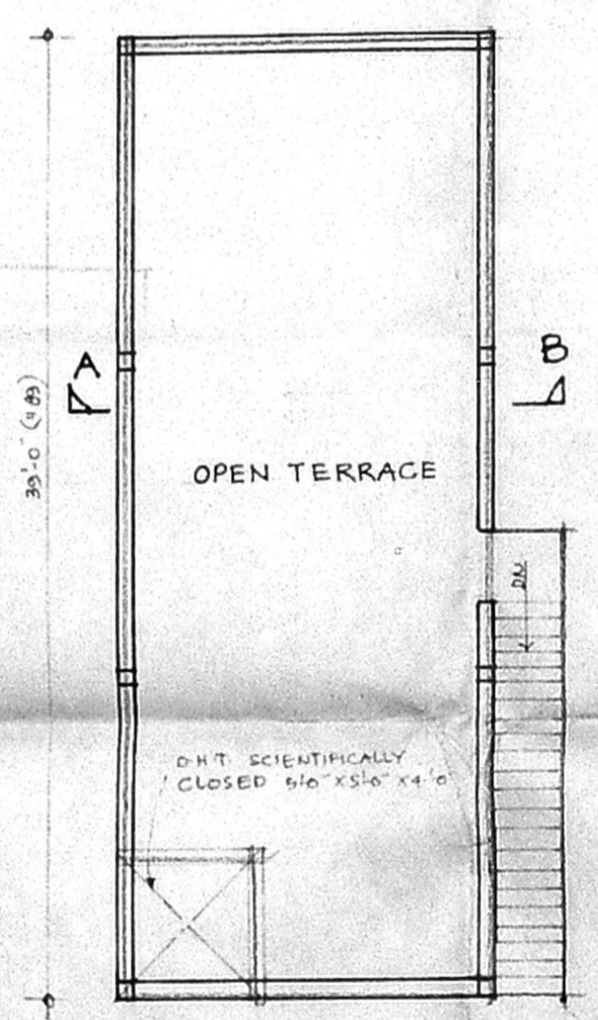 A
B
39'-0" (11.89)
OPEN TERRACE
DN
O.H.T. SCIENTIFICALLY
CLOSED 5'-0" X 5'-0" X 4'-0"